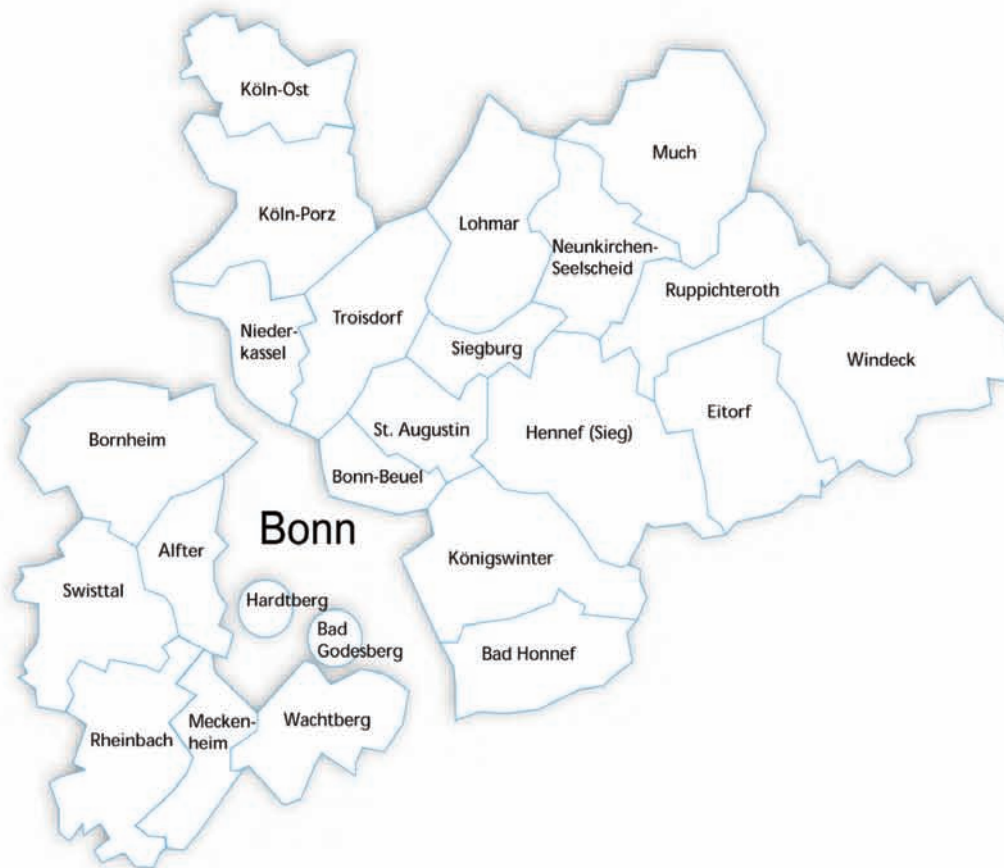 Köln-Ost
Much
Köln-Porz
Lohmar
Neunkirchen-
Seelscheid
Ruppichteroth
Troisdorf
Nieder-
kassel
Siegburg
Windeck
Eitorf
St. Augustin
Hennef (Sieg)
Bornheim
Bonn-Beuel
Bonn
Alfter
Königswinter
Swisttal
Hardtberg
Bad
Godesberg
Bad Honnef
Wachtberg
Mecken-
heim
Rheinbach